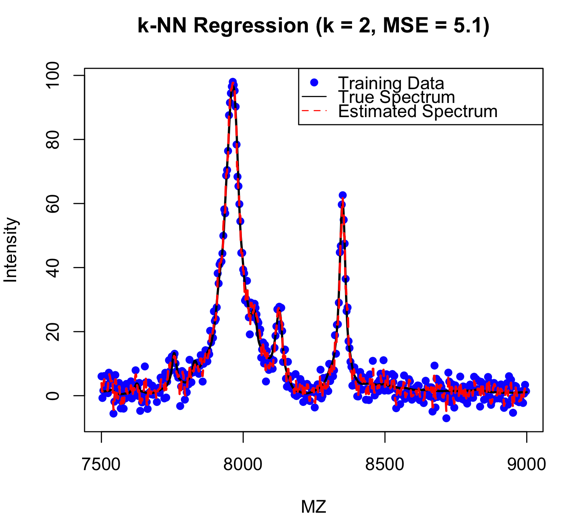 k-NN Regression (k = 2, MSE = 5.1)
Training Data
True Spectrum
Estimated Spectrum
100
80
60
40
20
0
Intensity
7500 8000 8500 9000
MZ